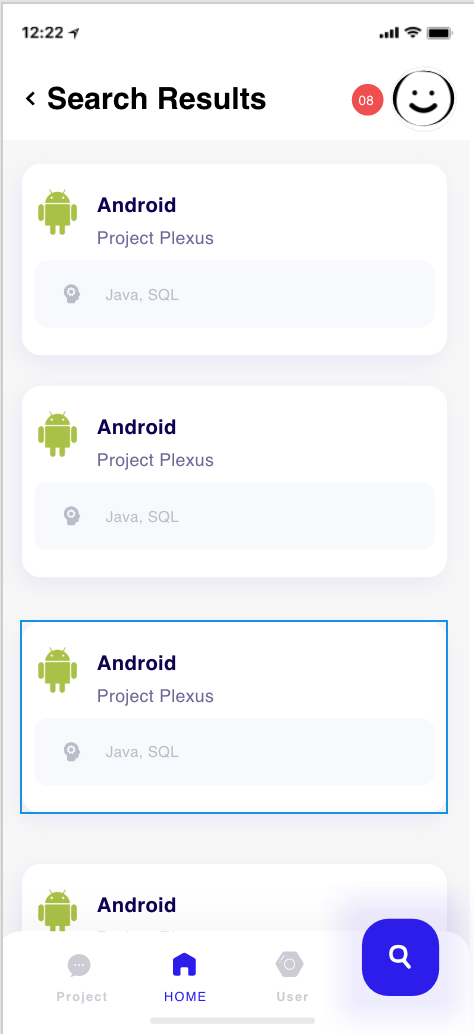 12:22
Search Results
08
Android
Project Plexus
Java, SQL
Android
Project Plexus
Java, SQL
Android
Project Plexus
Java, SQL
Android
Project
HOME
User